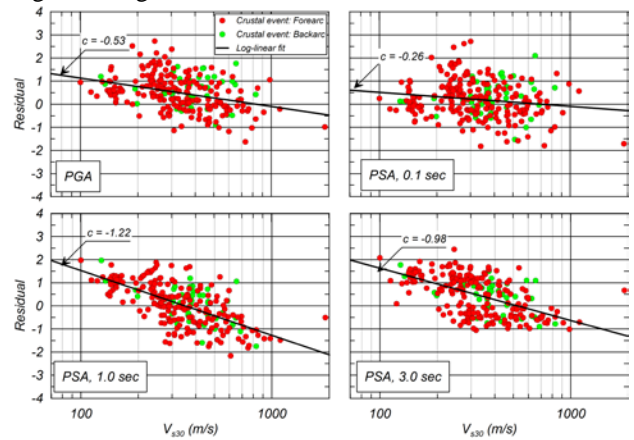 4
3
2
1
0
-1
-2
-3
-4
Residual
c = -0.53
Crustal event: Forearc
Crustal event: Backarc
Log-linear fit
PGA
c = -0.26
PSA, 0.1 sec
4
3
2
1
0
-1
-2
-3
-4
Residual
c = -1.22
PSA, 1.0 sec
c = -0.98
PSA, 3.0 sec
100
1000
100
1000
Vs30 (m/s)
Vs30 (m/s)